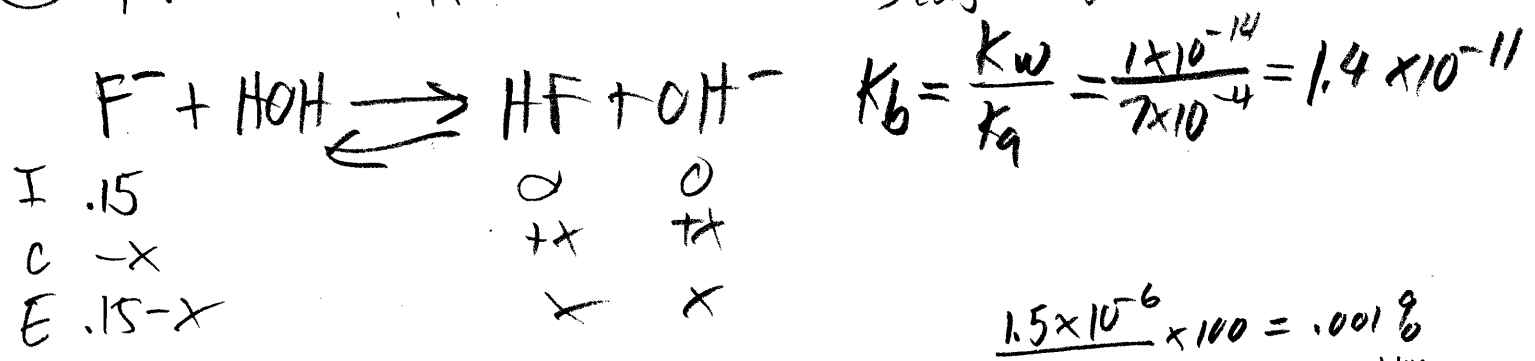 F⁻ + HOH ⇌ HF + OH⁻
Kb = Kw/Ka = 1×10⁻¹⁴/7×10⁻⁴ = 1.4 ×10⁻¹¹
I .15 0 0
C -x +x +x
E .15-x x x
1.5×10⁻⁶ × 100 = .001%